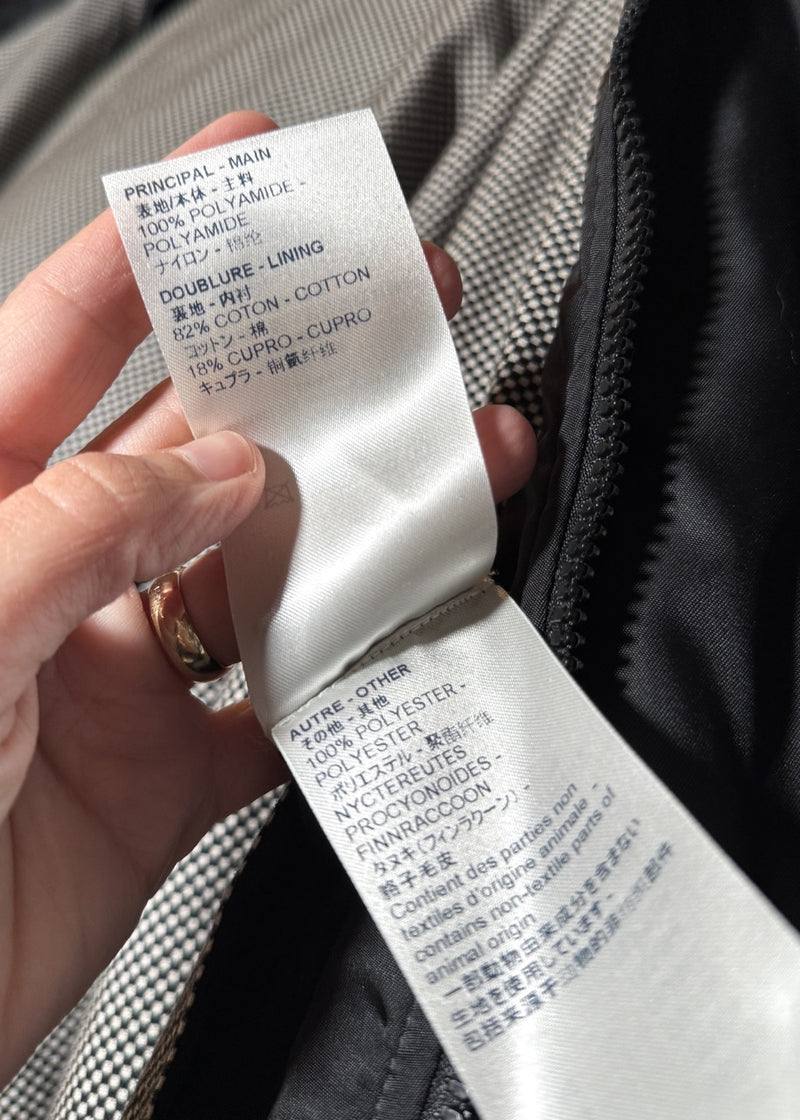 PRINCIPAL - MAIN
表地/本体 - 主料
100% POLYAMIDE -
POLYAMIDE
ナイロン - 锦纶
DOUBLURE - LINING
裏地 - 内衬
82% COTON - COTTON
コットン - 棉
18% CUPRO - CUPRO
キュプラ - 铜氨纤维
AUTRE - OTHER
その他 - 其他
100% POLYESTER -
POLYESTER
ポリエステル - 聚酯纤维
NYCTEREUTES
PROCYONOÏDES -
FINNRACCOON
タヌキ(フィンラクーン) -
貉子毛皮
Contient des parties non
textiles d'origine animale -
contains non-textile parts of
animal origin
一部動物由来成分を含まない
生地を使用しています -